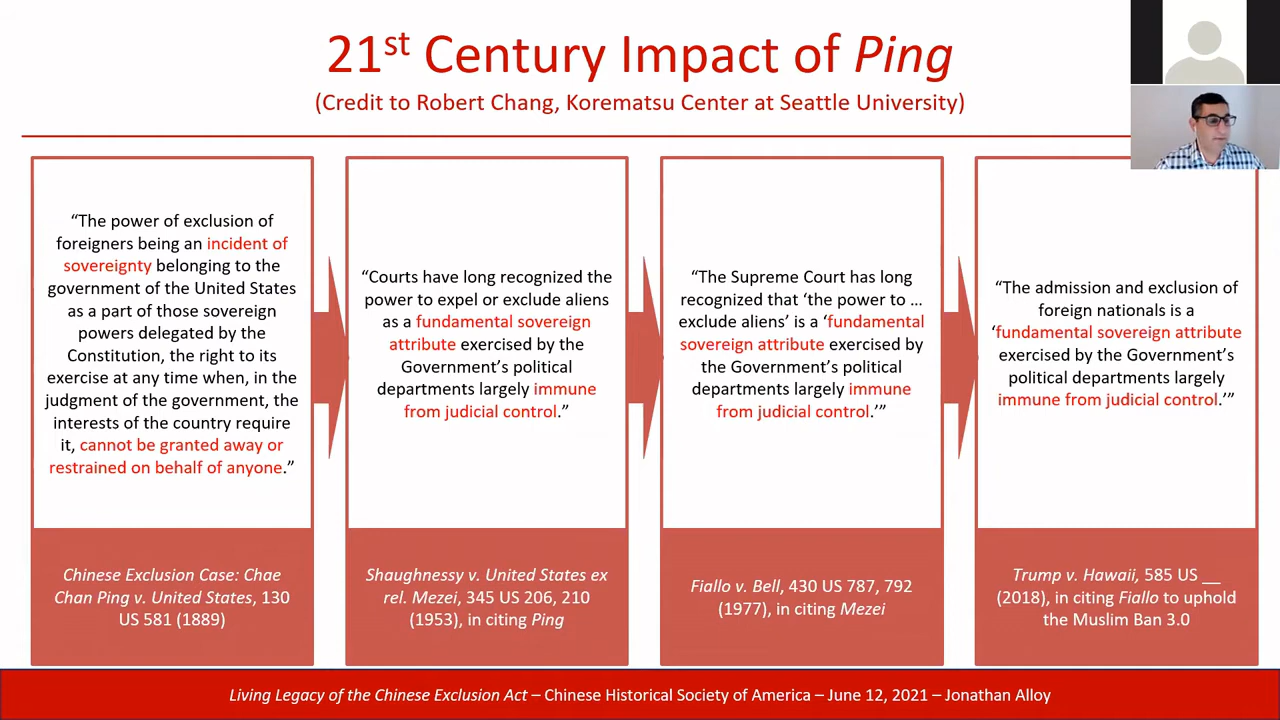 21st Century Impact of Ping
(Credit to Robert Chang, Korematsu Center at Seattle University)
“The power of exclusion of
foreigners being an incident of
sovereignty belonging to the
government of the United States
as a part of those sovereign
powers delegated by the
Constitution, the right to its
exercise at any time when, in the
judgment of the government, the
interests of the country require
it, cannot be granted away or
restrained on behalf of anyone.”
Chinese Exclusion Case: Chae
Chan Ping v. United States, 130
US 581 (1889)
“Courts have long recognized the
power to expel or exclude aliens
as a fundamental sovereign
attribute exercised by the
Government’s political
departments largely immune
from judicial control.”
Shaughnessy v. United States ex
rel. Mezei, 345 US 206, 210
(1953), in citing Ping
“The Supreme Court has long
recognized that ‘the power to …
exclude aliens’ is a ‘fundamental
sovereign attribute exercised by
the Government’s political
departments largely immune
from judicial control.’”
Fiallo v. Bell, 430 US 787, 792
(1977), in citing Mezei
“The admission and exclusion of
foreign nationals is a
‘fundamental sovereign attribute
exercised by the Government’s
political departments largely
immune from judicial control.’”
Trump v. Hawaii, 585 US __
(2018), in citing Fiallo to uphold
the Muslim Ban 3.0
Living Legacy of the Chinese Exclusion Act – Chinese Historical Society of America – June 12, 2021 – Jonathan Alloy